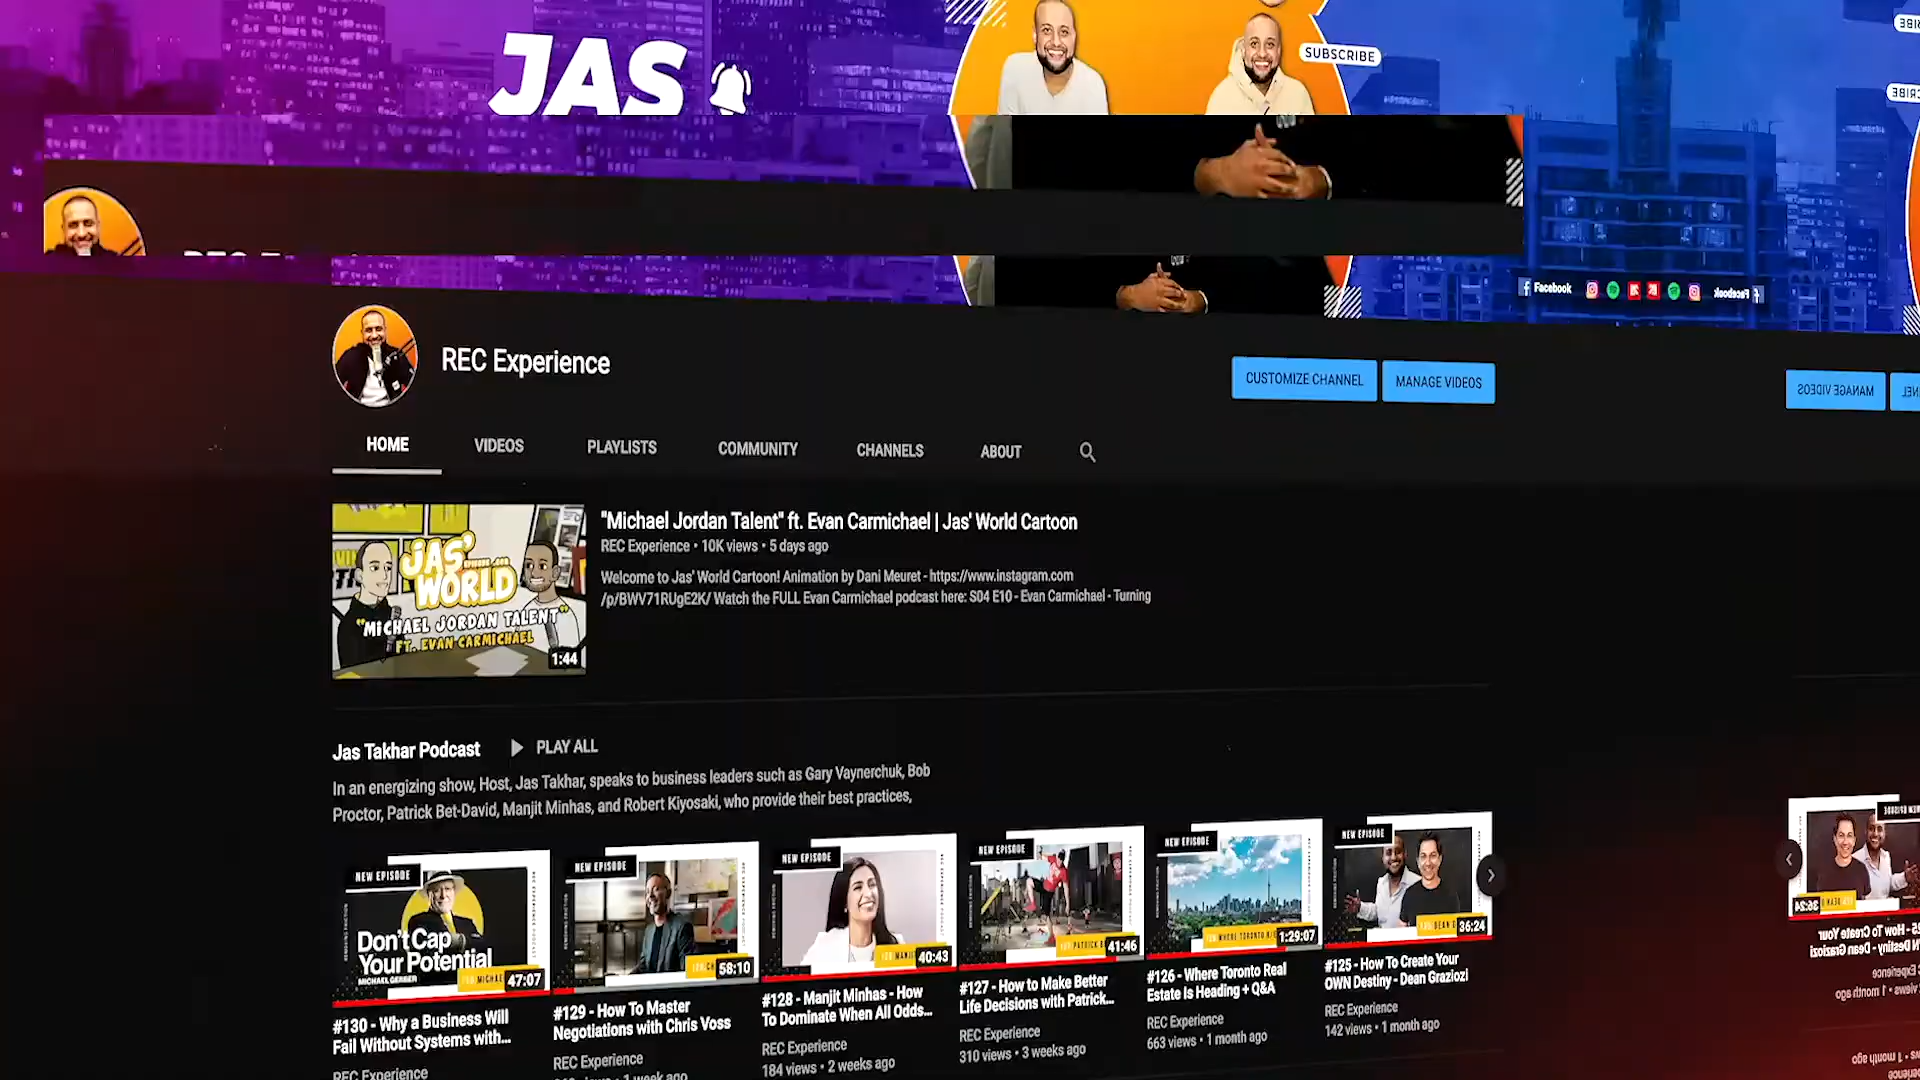 JAS
SUBSCRIBE
Facebook
REC Experience
CUSTOMIZE CHANNEL
MANAGE VIDEOS
HOME
VIDEOS
PLAYLISTS
COMMUNITY
CHANNELS
ABOUT
JAS'
WORLD
"MICHAEL JORDAN TALENT"
FT. EVAN CARMICHAEL
1:44
"Michael Jordan Talent" ft. Evan Carmichael | Jas' World Cartoon
REC Experience • 10K views • 5 days ago
Welcome to Jas' World Cartoon! Animation by Dani Meuret - https://www.instagram.com
/p/BWV71RUgE2K/ Watch the FULL Evan Carmichael podcast here: S04 E10 - Evan Carmichael - Turning
Jas Takhar Podcast
PLAY ALL
In an energizing show, Host, Jas Takhar, speaks to business leaders such as Gary Vaynerchuk, Bob
Proctor, Patrick Bet-David, Manjit Minhas, and Robert Kiyosaki, who provide their best practices,
NEW EPISODE
Don't Cap
Your Potential
MICHAEL GERBER
47:07
#130 - Why a Business Will
Fail Without Systems with...
REC Experience
NEW EPISODE
58:10
#129 - How To Master
Negotiations with Chris Voss
REC Experience
1 week ago
NEW EPISODE
40:43
#128 - Manjit Minhas - How
To Dominate When All Odds...
REC Experience
184 views • 2 weeks ago
NEW EPISODE
41:46
#127 - How to Make Better
Life Decisions with Patrick...
REC Experience
310 views • 3 weeks ago
NEW EPISODE
WHERE TORONTO
1:29:07
#126 - Where Toronto Real
Estate Is Heading + Q&A
REC Experience
663 views • 1 month ago
NEW EPISODE
36:24
#125 - How To Create Your
OWN Destiny - Dean Graziozi
REC Experience
142 views • 1 month ago